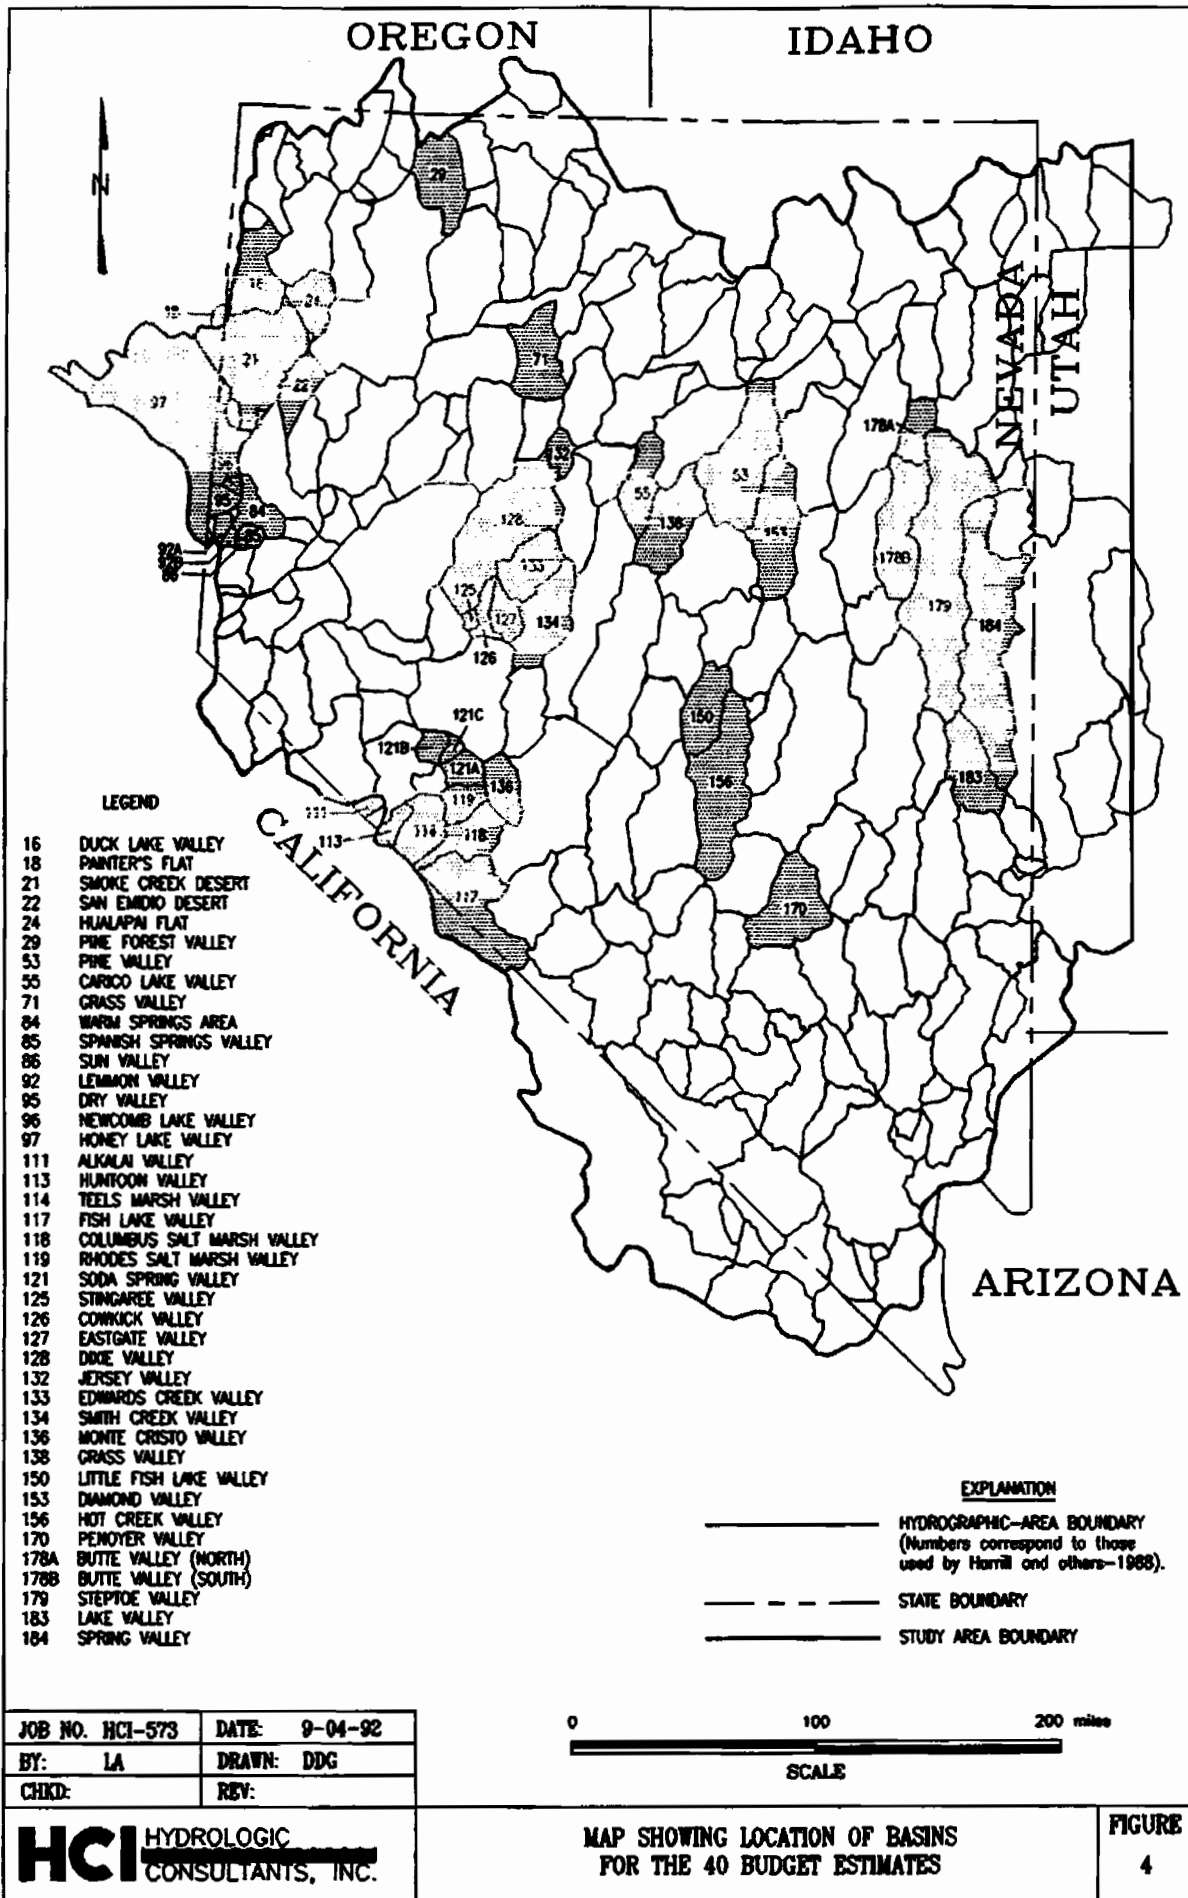 OREGON
IDAHO
N
29
16
24
18
NEVADA
UTAH
21
71
22
97
178A
132
53
55
84
128
138
153
95
85
92A
92B
86
178B
133
125
179
127
134
184
126
150
121C
121B
121A
156
183
136
119
111
114
118
113
CALIFORNIA
117
170
ARIZONA
LEGEND
16 DUCK LAKE VALLEY
18 PAINTER'S FLAT
21 SMOKE CREEK DESERT
22 SAN EMIDIO DESERT
24 HUALAPAI FLAT
29 PINE FOREST VALLEY
53 PINE VALLEY
55 CARICO LAKE VALLEY
71 GRASS VALLEY
84 WARM SPRINGS AREA
85 SPANISH SPRINGS VALLEY
86 SUN VALLEY
92 LEMMON VALLEY
95 DRY VALLEY
96 NEWCOMB LAKE VALLEY
97 HONEY LAKE VALLEY
111 ALKALAI VALLEY
113 HUNTOON VALLEY
114 TEELS MARSH VALLEY
117 FISH LAKE VALLEY
118 COLUMBUS SALT MARSH VALLEY
119 RHODES SALT MARSH VALLEY
121 SODA SPRING VALLEY
125 STINGAREE VALLEY
126 COWKICK VALLEY
127 EASTGATE VALLEY
128 DIXIE VALLEY
132 JERSEY VALLEY
133 EDWARDS CREEK VALLEY
134 SMITH CREEK VALLEY
136 MONTE CRISTO VALLEY
138 GRASS VALLEY
150 LITTLE FISH LAKE VALLEY
153 DIAMOND VALLEY
156 HOT CREEK VALLEY
170 PENOYER VALLEY
178A BUTTE VALLEY (NORTH)
178B BUTTE VALLEY (SOUTH)
179 STEPTOE VALLEY
183 LAKE VALLEY
184 SPRING VALLEY
EXPLANATION
HYDROGRAPHIC-AREA BOUNDARY
(Numbers correspond to those
used by Harrill and others-1988).
STATE BOUNDARY
STUDY AREA BOUNDARY
JOB NO. HCI-573 DATE: 9-04-92
BY: LA DRAWN: DDG
CHKD: REV:
0 100 200 miles
SCALE
HCI HYDROLOGIC
CONSULTANTS, INC.
MAP SHOWING LOCATION OF BASINS
FOR THE 40 BUDGET ESTIMATES
FIGURE
4